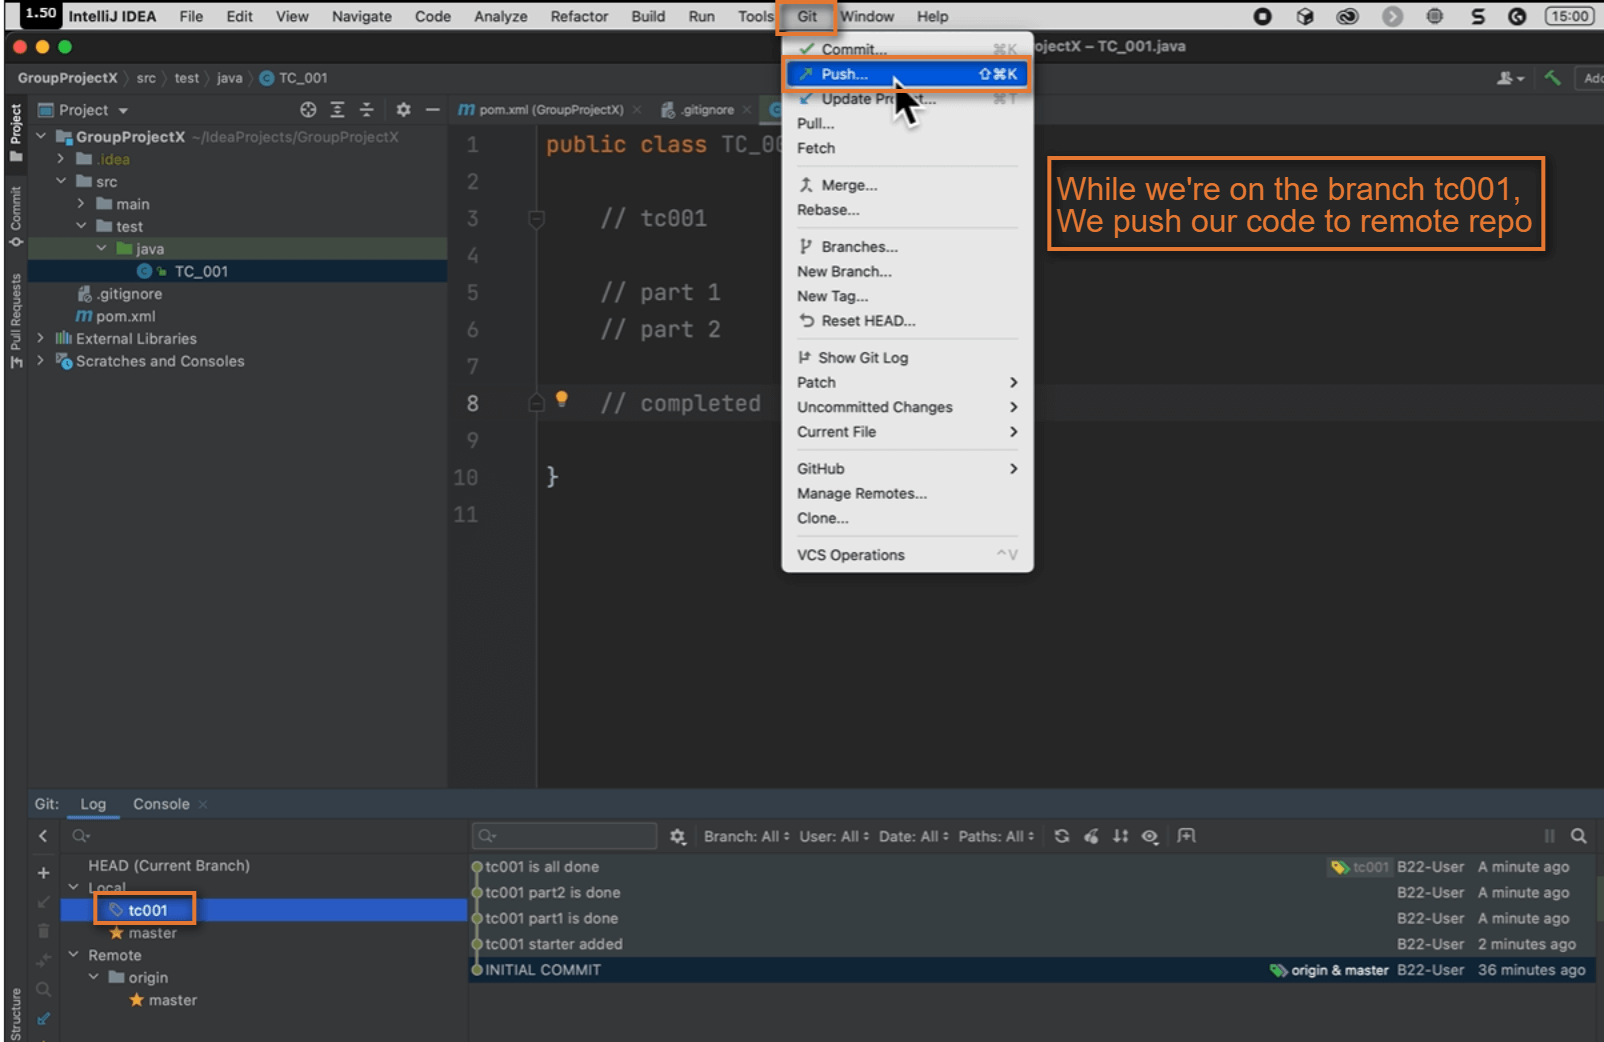 1.50 IntelliJ IDEA File Edit View Navigate Code Analyze Refactor Build Run Tools Git Window Help 15:00
ojectX – TC_001.java
GroupProjectX src test java TC_001
Project
pom.xml (GroupProjectX)
.gitignore
Project
Commit
Pull Requests
Structure
GroupProjectX ~/IdeaProjects/GroupProjectX
.idea
src
main
test
java
TC_001
.gitignore
pom.xml
External Libraries
Scratches and Consoles
1 public class TC_00
2
3 // tc001
4
5 // part 1
6 // part 2
7
8 // completed
9
10 }
11
Commit... ⌘K
Push... ⇧⌘K
Update Pr ct... ⌘T
Pull...
Fetch
Merge...
Rebase...
Branches...
New Branch...
New Tag...
Reset HEAD...
Show Git Log
Patch
Uncommitted Changes
Current File
GitHub
Manage Remotes...
Clone...
VCS Operations ^V
While we're on the branch tc001,
We push our code to remote repo
Git: Log Console
Branch: All User: All Date: All Paths: All
HEAD (Current Branch)
Local
tc001
master
Remote
origin
master
tc001 is all done tc001 B22-User A minute ago
tc001 part2 is done B22-User A minute ago
tc001 part1 is done B22-User A minute ago
tc001 starter added B22-User 2 minutes ago
INITIAL COMMIT origin & master B22-User 36 minutes ago